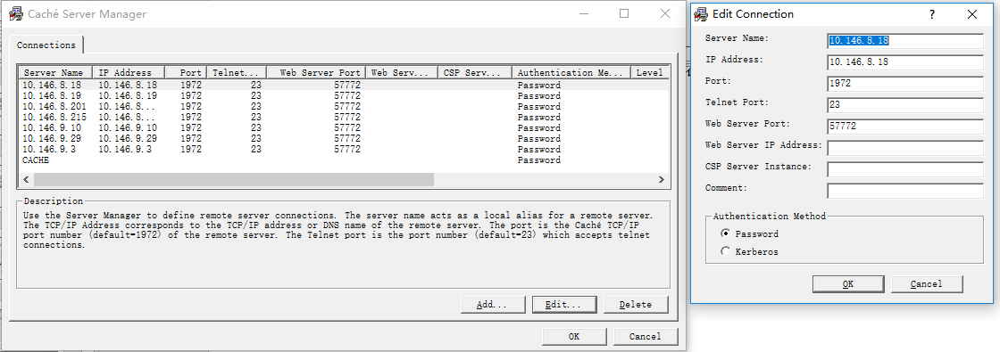 Caché Server Manager
Connections
Server Name IP Address Port Telnet... Web Server Port Web Serv... CSP Serv... Authentication Me... Level
10.146.8.18 10.146.8.18 1972 23 57772 Password
10.146.8.19 10.146.8.19 1972 23 57772 Password
10.146.8.201 10.146.8... 1972 23 57772 Password
10.146.8.215 10.146.8... 1972 23 57772 Password
10.146.9.10 10.146.9.10 1972 23 57772 Password
10.146.9.29 10.146.9.29 1972 23 57772 Password
10.146.9.3 10.146.9.3 1972 23 57772 Password
CACHE Password
Description
Use the Server Manager to define remote server connections. The server name acts as a local alias for a remote server.
The TCP/IP Address corresponds to the TCP/IP address or DNS name of the remote server. The port is the Caché TCP/IP
port number (default=1972) of the remote server. The Telnet port is the port number (default=23) which accepts telnet
connections.
Add... Edit... Delete
OK Cancel
Edit Connection
Server Name: 10.146.8.18
IP Address: 10.146.8.18
Port: 1972
Telnet Port: 23
Web Server Port: 57772
Web Server IP Address:
CSP Server Instance:
Comment:
Authentication Method
Password
Kerberos
OK Cancel